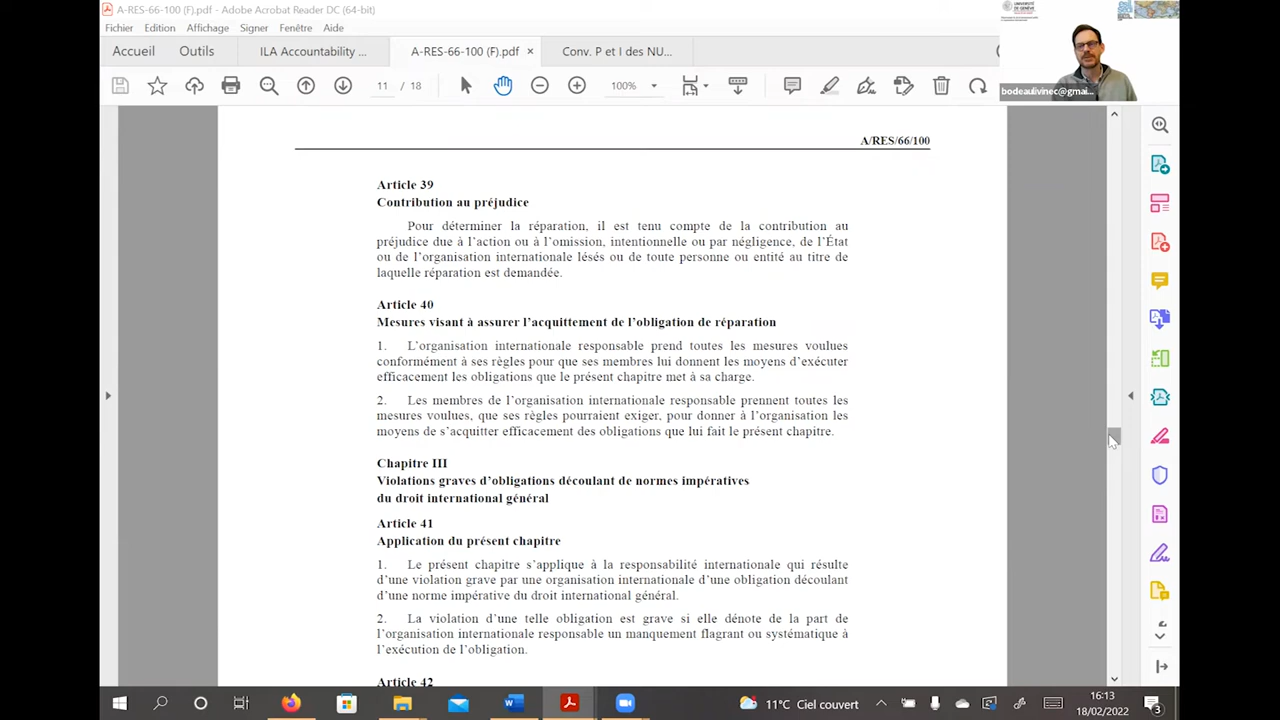 A-RES-66-100 (F).pdf - Adobe Acrobat Reader DC (64-bit)
Fichier Edition Affichage Signer Fenêtre Aide
Accueil Outils ILA Accountability ... A-RES-66-100 (F).pdf × Conv. P et I des NU...
11 / 18 100%
UNIVERSITÉ DE GENÈVE
bodeaulivinec@gmai...
A/RES/66/100
Article 39
Contribution au préjudice
Pour déterminer la réparation, il est tenu compte de la contribution au
préjudice due à l’action ou à l’omission, intentionnelle ou par négligence, de l’État
ou de l’organisation internationale lésés ou de toute personne ou entité au titre de
laquelle réparation est demandée.
Article 40
Mesures visant à assurer l’acquittement de l’obligation de réparation
1. L’organisation internationale responsable prend toutes les mesures voulues
conformément à ses règles pour que ses membres lui donnent les moyens d’exécuter
efficacement les obligations que le présent chapitre met à sa charge.
2. Les membres de l’organisation internationale responsable prennent toutes les
mesures voulues, que ses règles pourraient exiger, pour donner à l’organisation les
moyens de s’acquitter efficacement des obligations que lui fait le présent chapitre.
Chapitre III
Violations graves d’obligations découlant de normes impératives
du droit international général
Article 41
Application du présent chapitre
1. Le présent chapitre s’applique à la responsabilité internationale qui résulte
d’une violation grave par une organisation internationale d’une obligation découlant
d’une norme impérative du droit international général.
2. La violation d’une telle obligation est grave si elle dénote de la part de
l’organisation internationale responsable un manquement flagrant ou systématique à
l’exécution de l’obligation.
Article 42
11°C Ciel couvert
16:13
18/02/2022
3